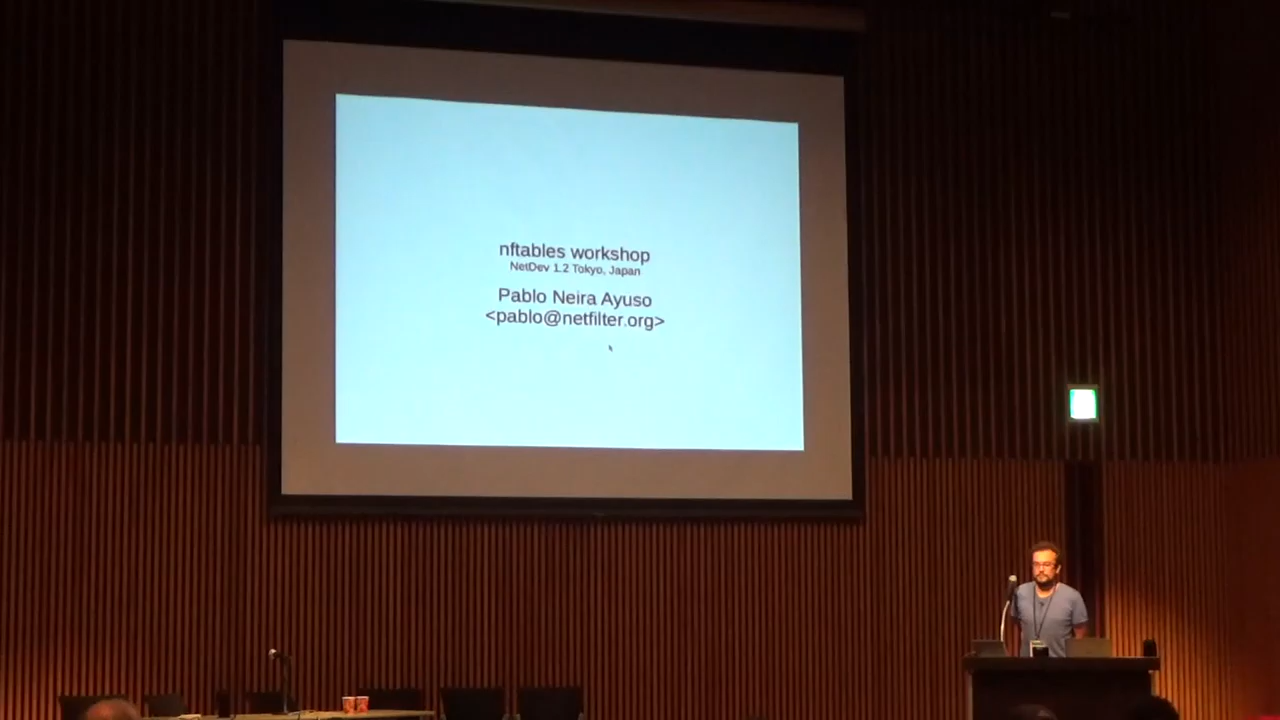 nftables workshop
NetDev 1.2 Tokyo, Japan
Pablo Neira Ayuso
<pablo@netfilter.org>